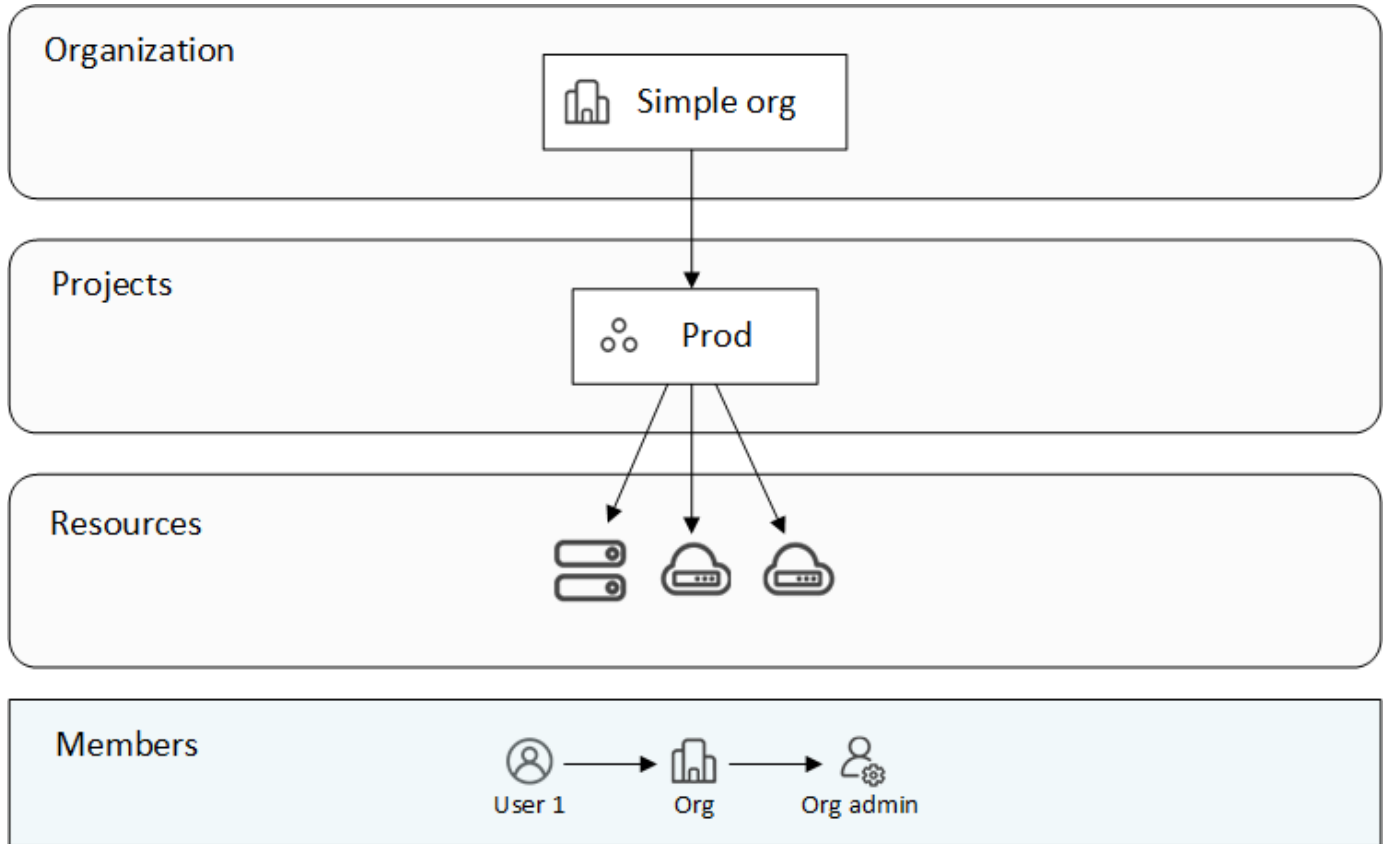 Organization
Simple org
Projects
Prod
Resources
Members
User 1
Org
Org admin